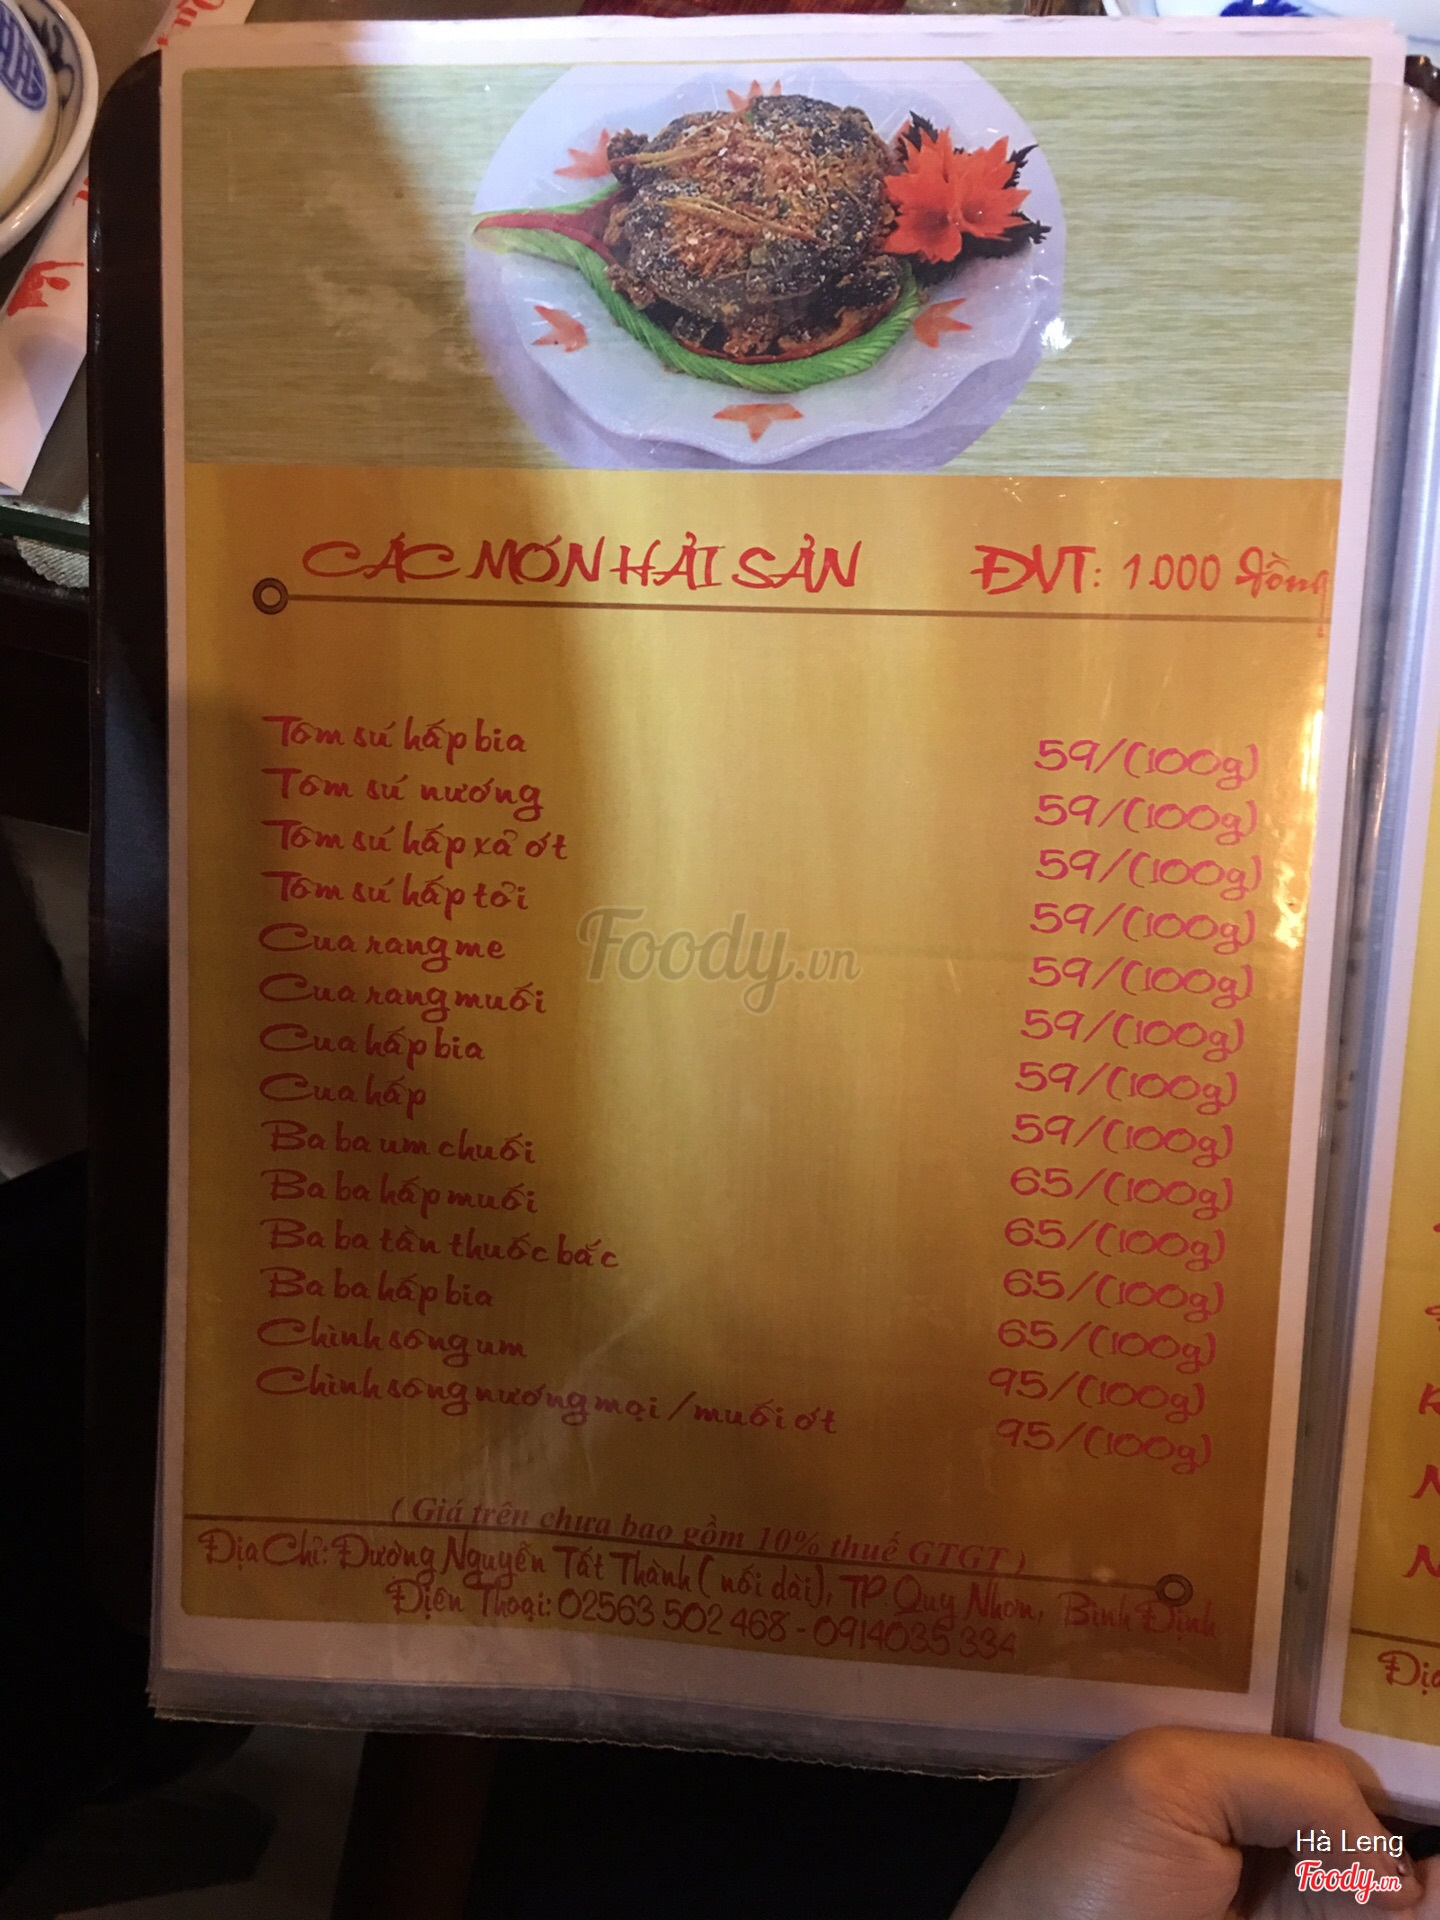 CÁC MÓN HẢI SẢN ĐVT: 1.000 đồng
Tôm sú hấp bia 59/(100g)
Tôm sú nướng 59/(100g)
Tôm sú hấp xả ớt 59/(100g)
Tôm sú hấp tỏi 59/(100g)
Cua rang me 59/(100g)
Cua rang muối 59/(100g)
Cua hấp bia 59/(100g)
Cua hấp 59/(100g)
Ba ba um chuối 65/(100g)
Ba ba hấp muối 65/(100g)
Ba ba tần thuốc bắc 65/(100g)
Ba ba hấp bia 65/(100g)
Chình sông um 95/(100g)
Chình sông nướng mọi / muối ớt 95/(100g)
Foody.vn
( Giá trên chưa bao gồm 10% thuế GTGT )
Địa Chỉ: Đường Nguyễn Tất Thành ( nối dài), TP. Quy Nhơn, Bình Định
Điện Thoại: 02563 502 468 - 0914035 334
Hà Leng
Foody.vn